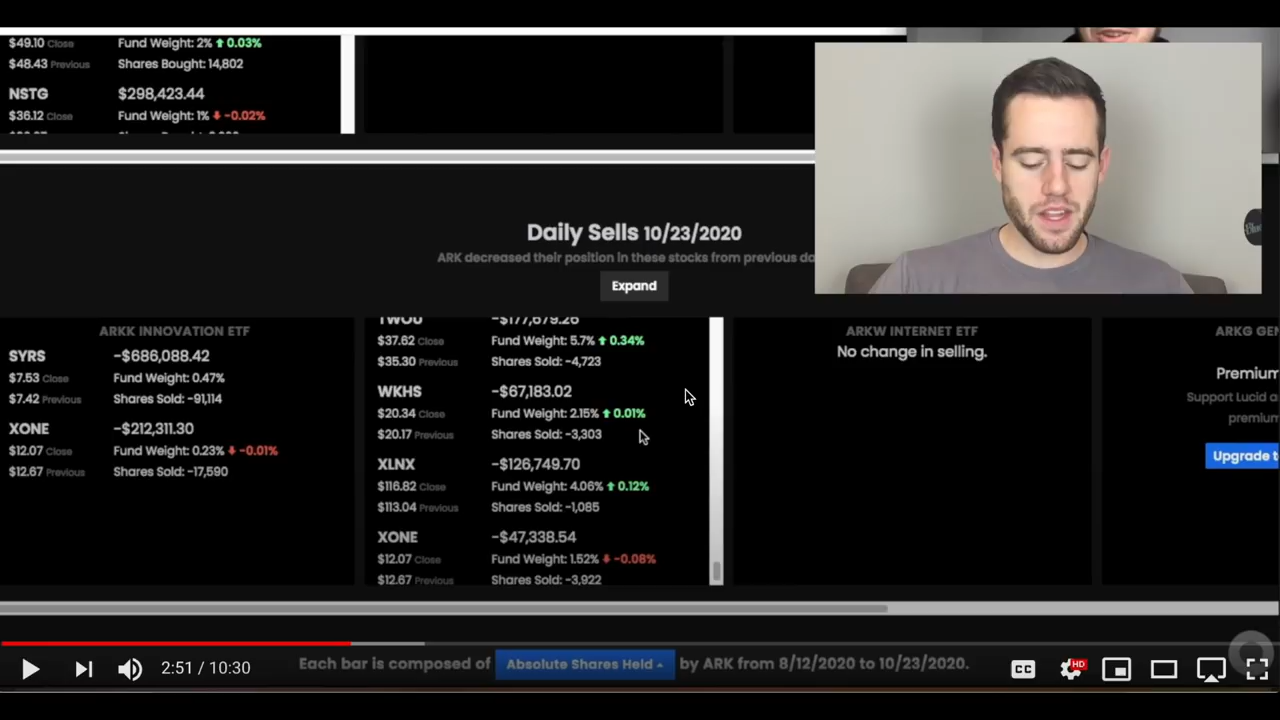 $49.10 Close Fund Weight: 2% ⬆ 0.03%
$48.43 Previous Shares Bought: 14,802
NSTG $298,423.44
$36.12 Close Fund Weight: 1% ⬇ -0.02%
Daily Sells 10/23/2020
ARK decreased their position in these stocks from previous da
Expand
ARKK INNOVATION ETF
SYRS -$686,088.42
$7.53 Close Fund Weight: 0.47%
$7.42 Previous Shares Sold: -91,114
XONE -$212,311.30
$12.07 Close Fund Weight: 0.23% ⬇ -0.01%
$12.67 Previous Shares Sold: -17,590
TWOU -$177,679.26
$37.62 Close Fund Weight: 5.7% ⬆ 0.34%
$35.30 Previous Shares Sold: -4,723
WKHS -$67,183.02
$20.34 Close Fund Weight: 2.15% ⬆ 0.01%
$20.17 Previous Shares Sold: -3,303
XLNX -$126,749.70
$116.82 Close Fund Weight: 4.06% ⬆ 0.12%
$113.04 Previous Shares Sold: -1,085
XONE -$47,338.54
$12.07 Close Fund Weight: 1.52% ⬇ -0.08%
$12.67 Previous Shares Sold: -3,922
ARKW INTERNET ETF
No change in selling.
ARKG GEN
Premium
Support Lucid a
premium
Upgrade t
2:51 / 10:30
Each bar is composed of Absolute Shares Held by ARK from 8/12/2020 to 10/23/2020.
CC
HD